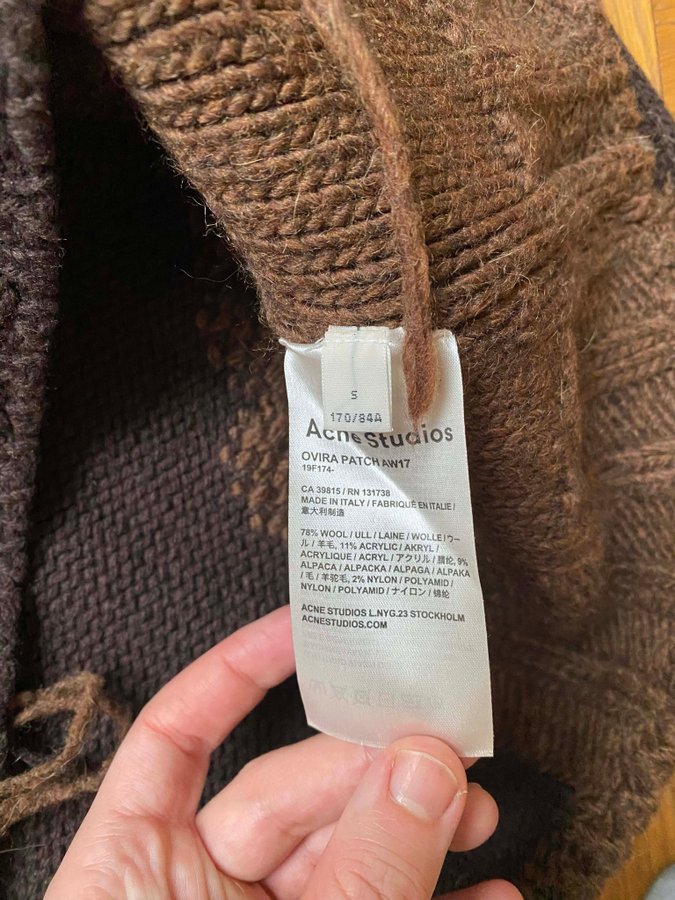 S
170/84A
Acne Studios
OVIRA PATCH AW17
19F174-
CA 39815 / RN 131738
MADE IN ITALY / FABRIQUÉ EN ITALIE /
意大利制造
78% WOOL / ULL / LAINE / WOLLE / ウー
ル / 羊毛, 11% ACRYLIC / AKRYL /
ACRYLIQUE / ACRYL / アクリル / 腈纶, 9%
ALPACA / ALPACKA / ALPAGA / ALPAKA
/ 毛 / 羊驼毛, 2% NYLON / POLYAMID /
NYLON / POLYAMID / ナイロン / 锦纶
ACNE STUDIOS L.NYG.23 STOCKHOLM
ACNESTUDIOS.COM